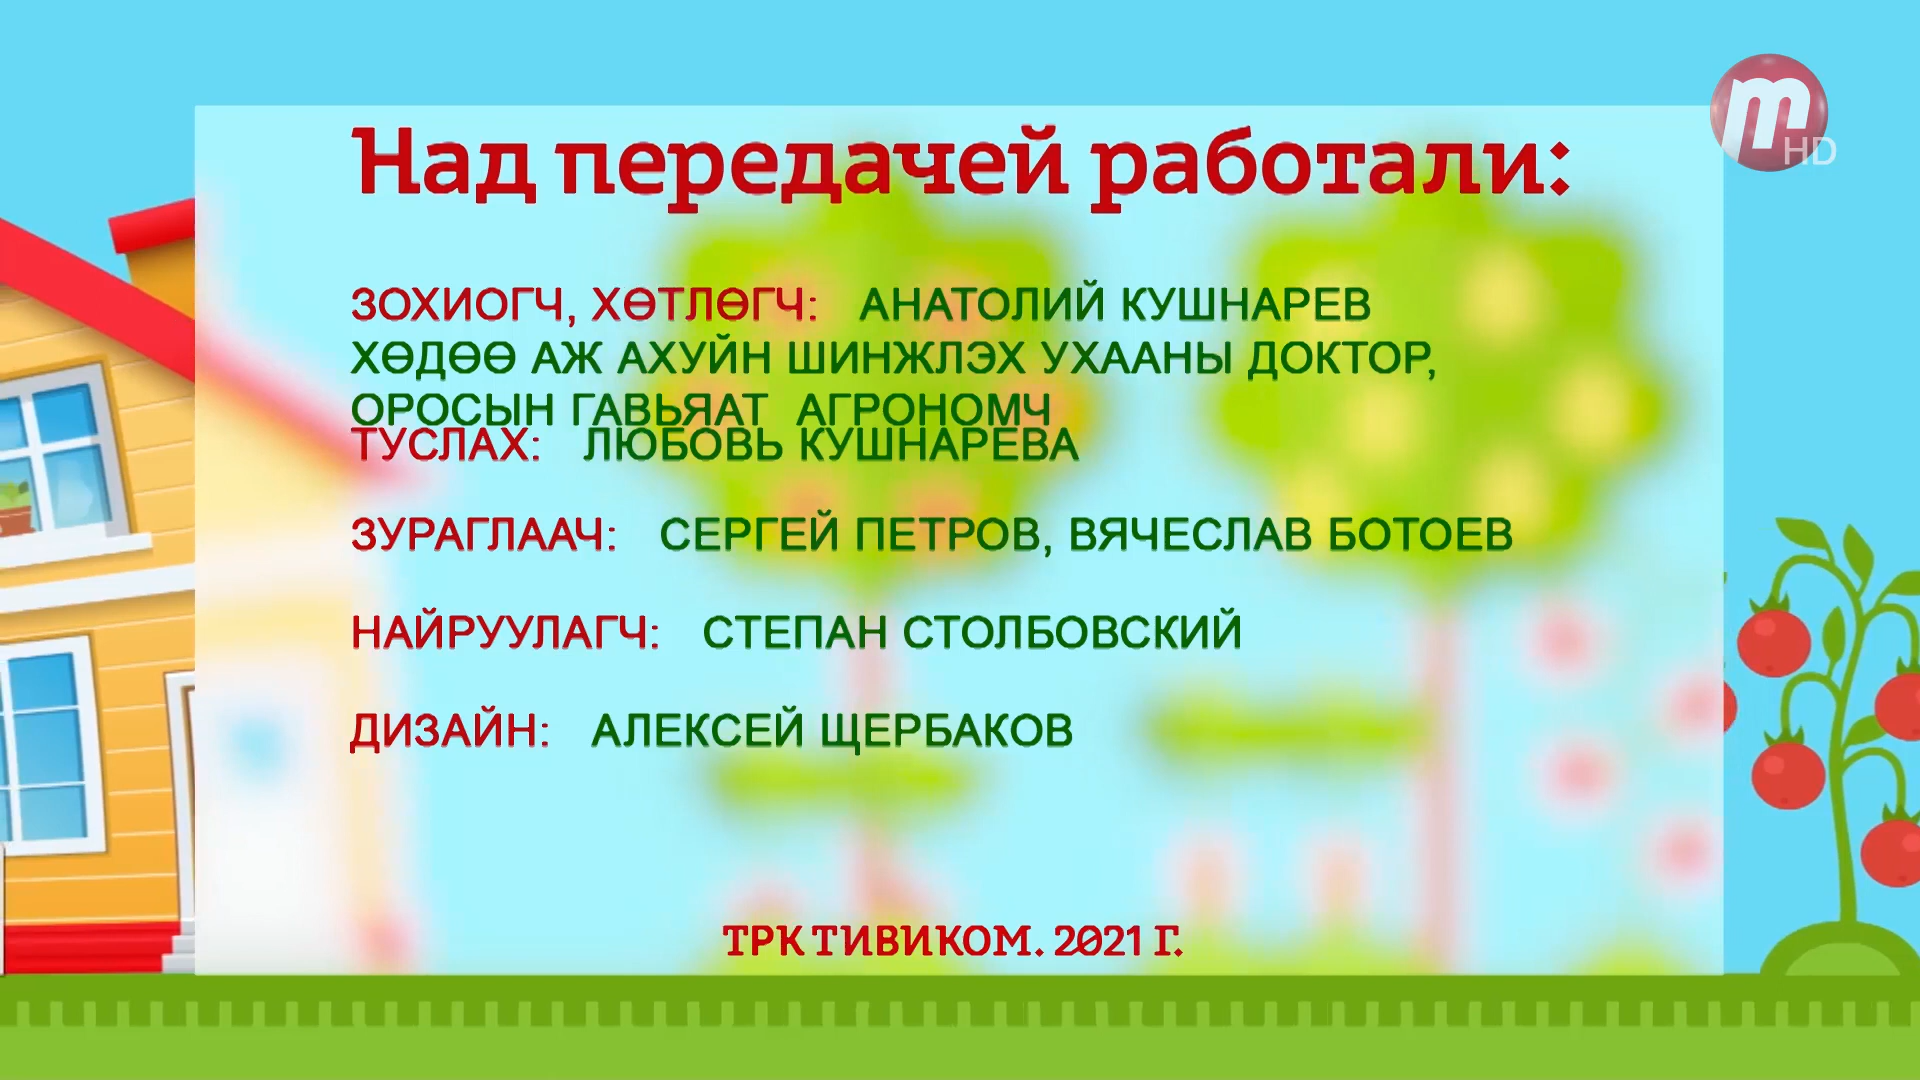 Над передачей работали:
ЗОХИОГЧ, ХӨТЛӨГЧ: АНАТОЛИЙ КУШНАРЕВ
ХӨДӨӨ АЖ АХУЙН ШИНЖЛЭХ УХААНЫ ДОКТОР,
ОРОСЫН ГАВЬЯАТ АГРОНОМЧ
ТУСЛАХ: ЛЮБОВЬ КУШНАРЕВА
ЗУРАГЛААЧ: СЕРГЕЙ ПЕТРОВ, ВЯЧЕСЛАВ БОТОЕВ
НАЙРУУЛАГЧ: СТЕПАН СТОЛБОВСКИЙ
ДИЗАЙН: АЛЕКСЕЙ ЩЕРБАКОВ
ТРК ТИВИКОМ. 2021 Г.
m HD